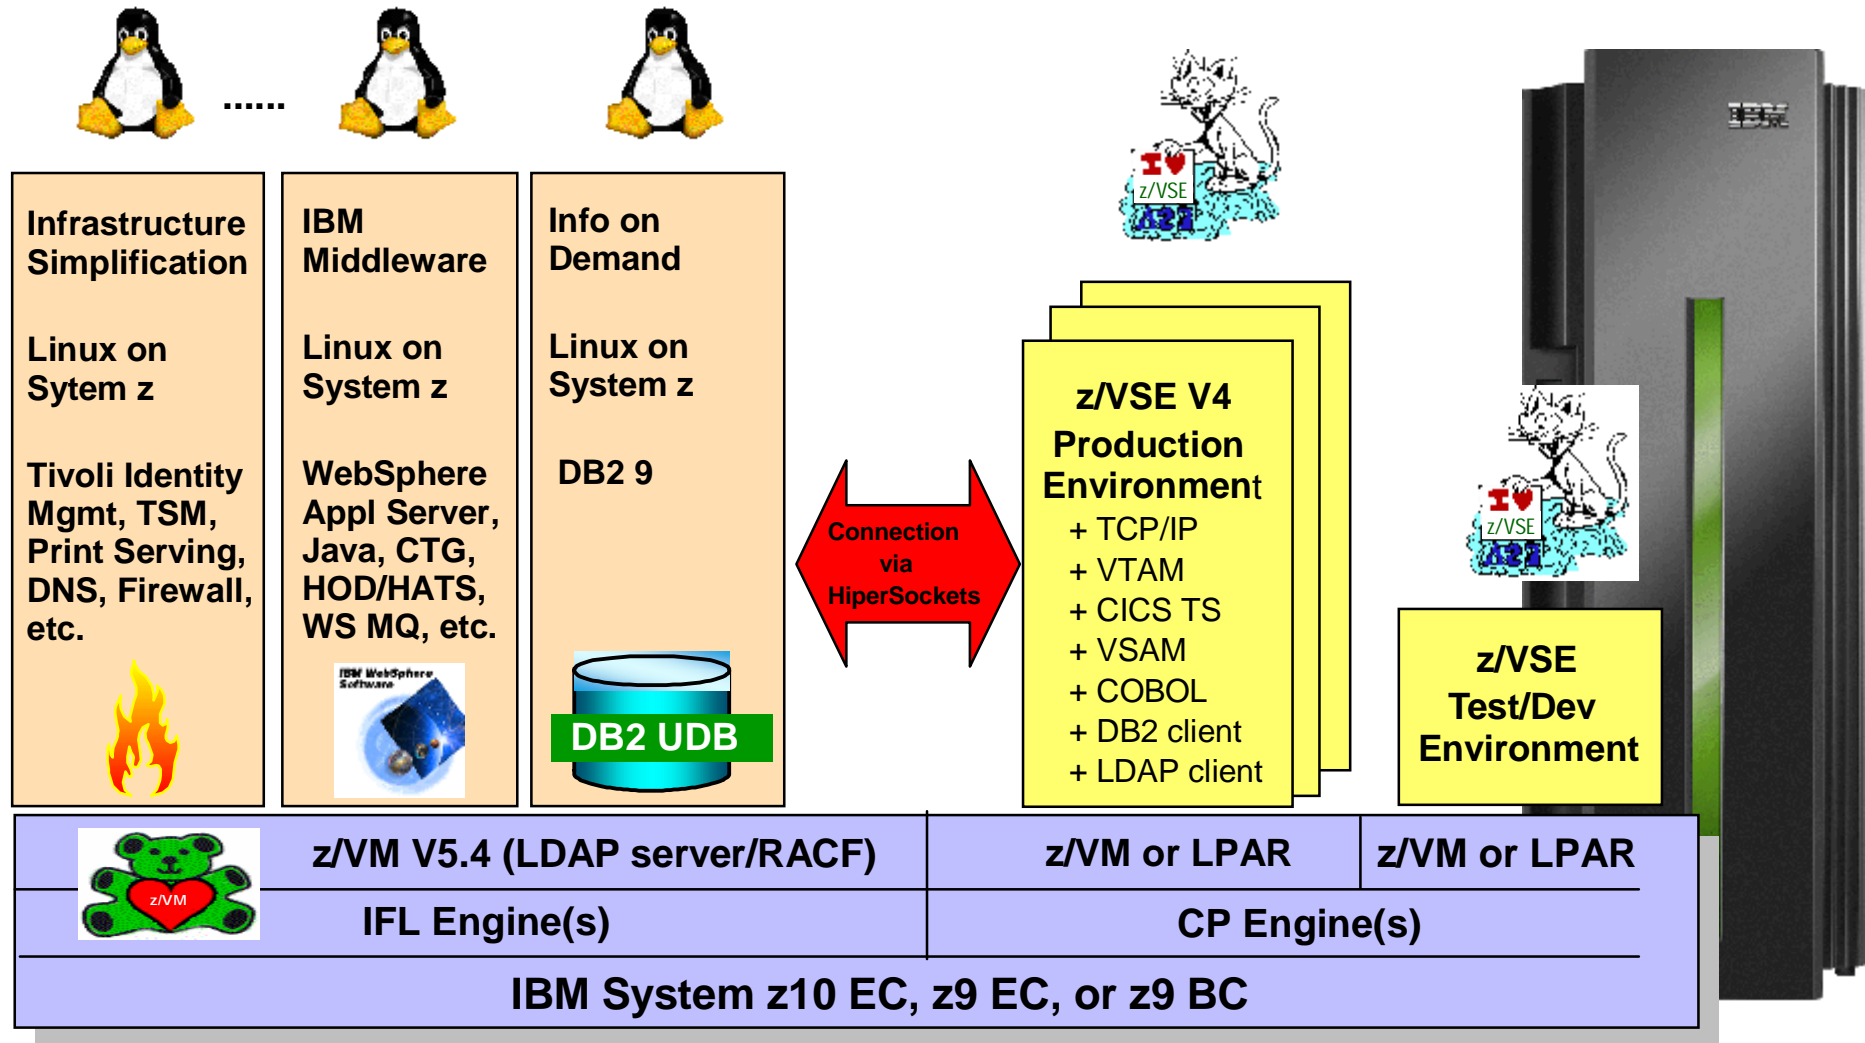 ......
IBM
I ♥
z/VSE
Infrastructure
Simplification
Linux on
Sytem z
Tivoli Identity
Mgmt, TSM,
Print Serving,
DNS, Firewall,
etc.
IBM
Middleware
Linux on
System z
WebSphere
Appl Server,
Java, CTG,
HOD/HATS,
WS MQ, etc.
IBM WebSphere
Software
Info on
Demand
Linux on
System z
DB2 9
DB2 UDB
Connection
via
HiperSockets
z/VSE V4
Production
Environment
+ TCP/IP
+ VTAM
+ CICS TS
+ VSAM
+ COBOL
+ DB2 client
+ LDAP client
I ♥
z/VSE
z/VSE
Test/Dev
Environment
z/VM
z/VM V5.4 (LDAP server/RACF)
z/VM or LPAR
z/VM or LPAR
IFL Engine(s)
CP Engine(s)
IBM System z10 EC, z9 EC, or z9 BC